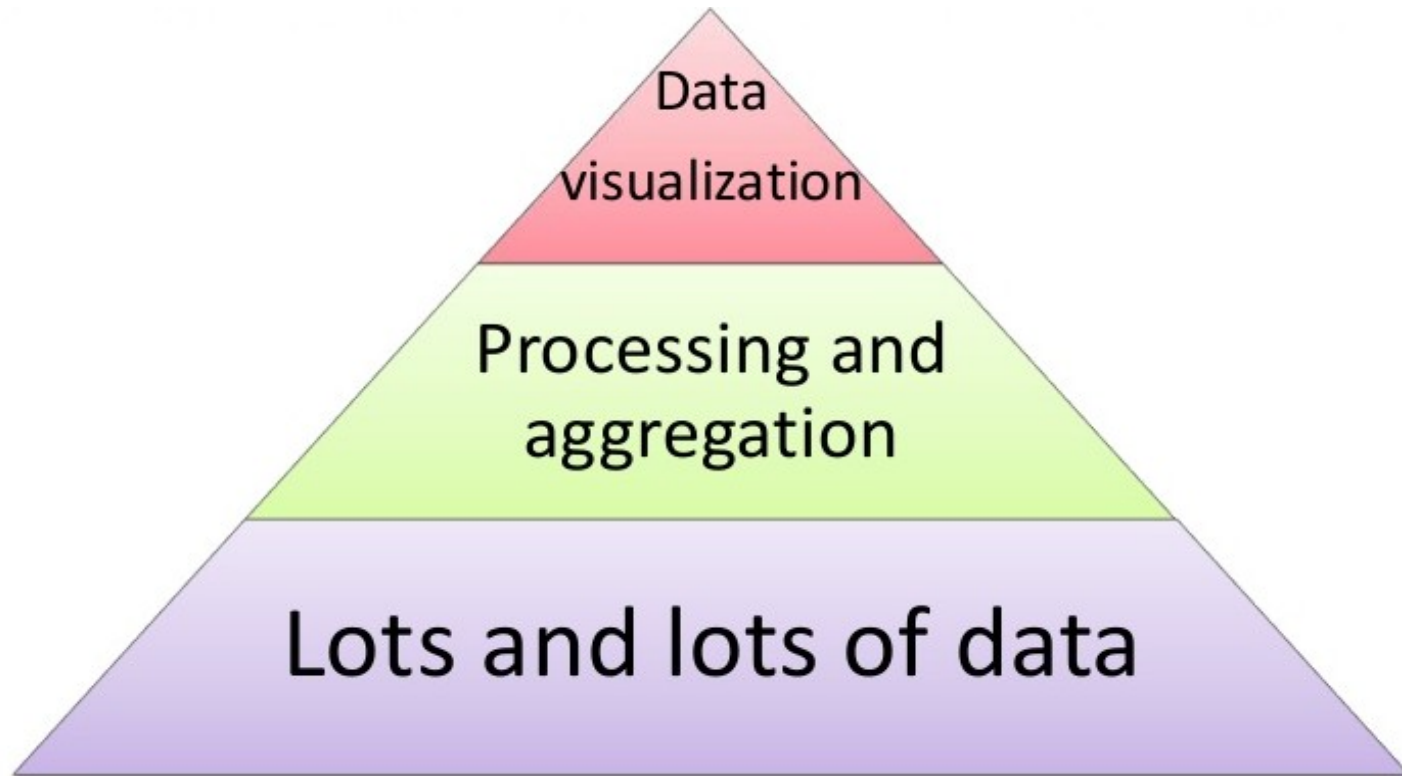 Data
visualization
Processing and
aggregation
Lots and lots of data